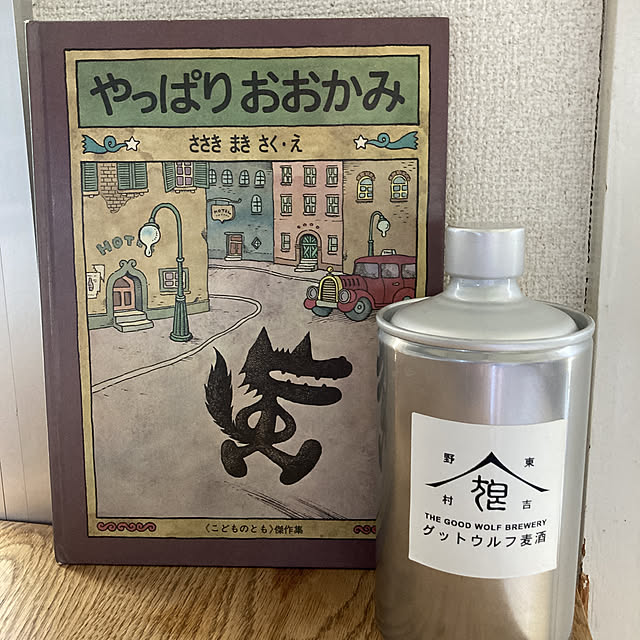 やっぱりおおかみ
ささき まき さく・え
HOTEL
HOT
〈こどものとも〉傑作集
野 東
村 吉
THE GOOD WOLF BREWERY
グットウルフ麦酒